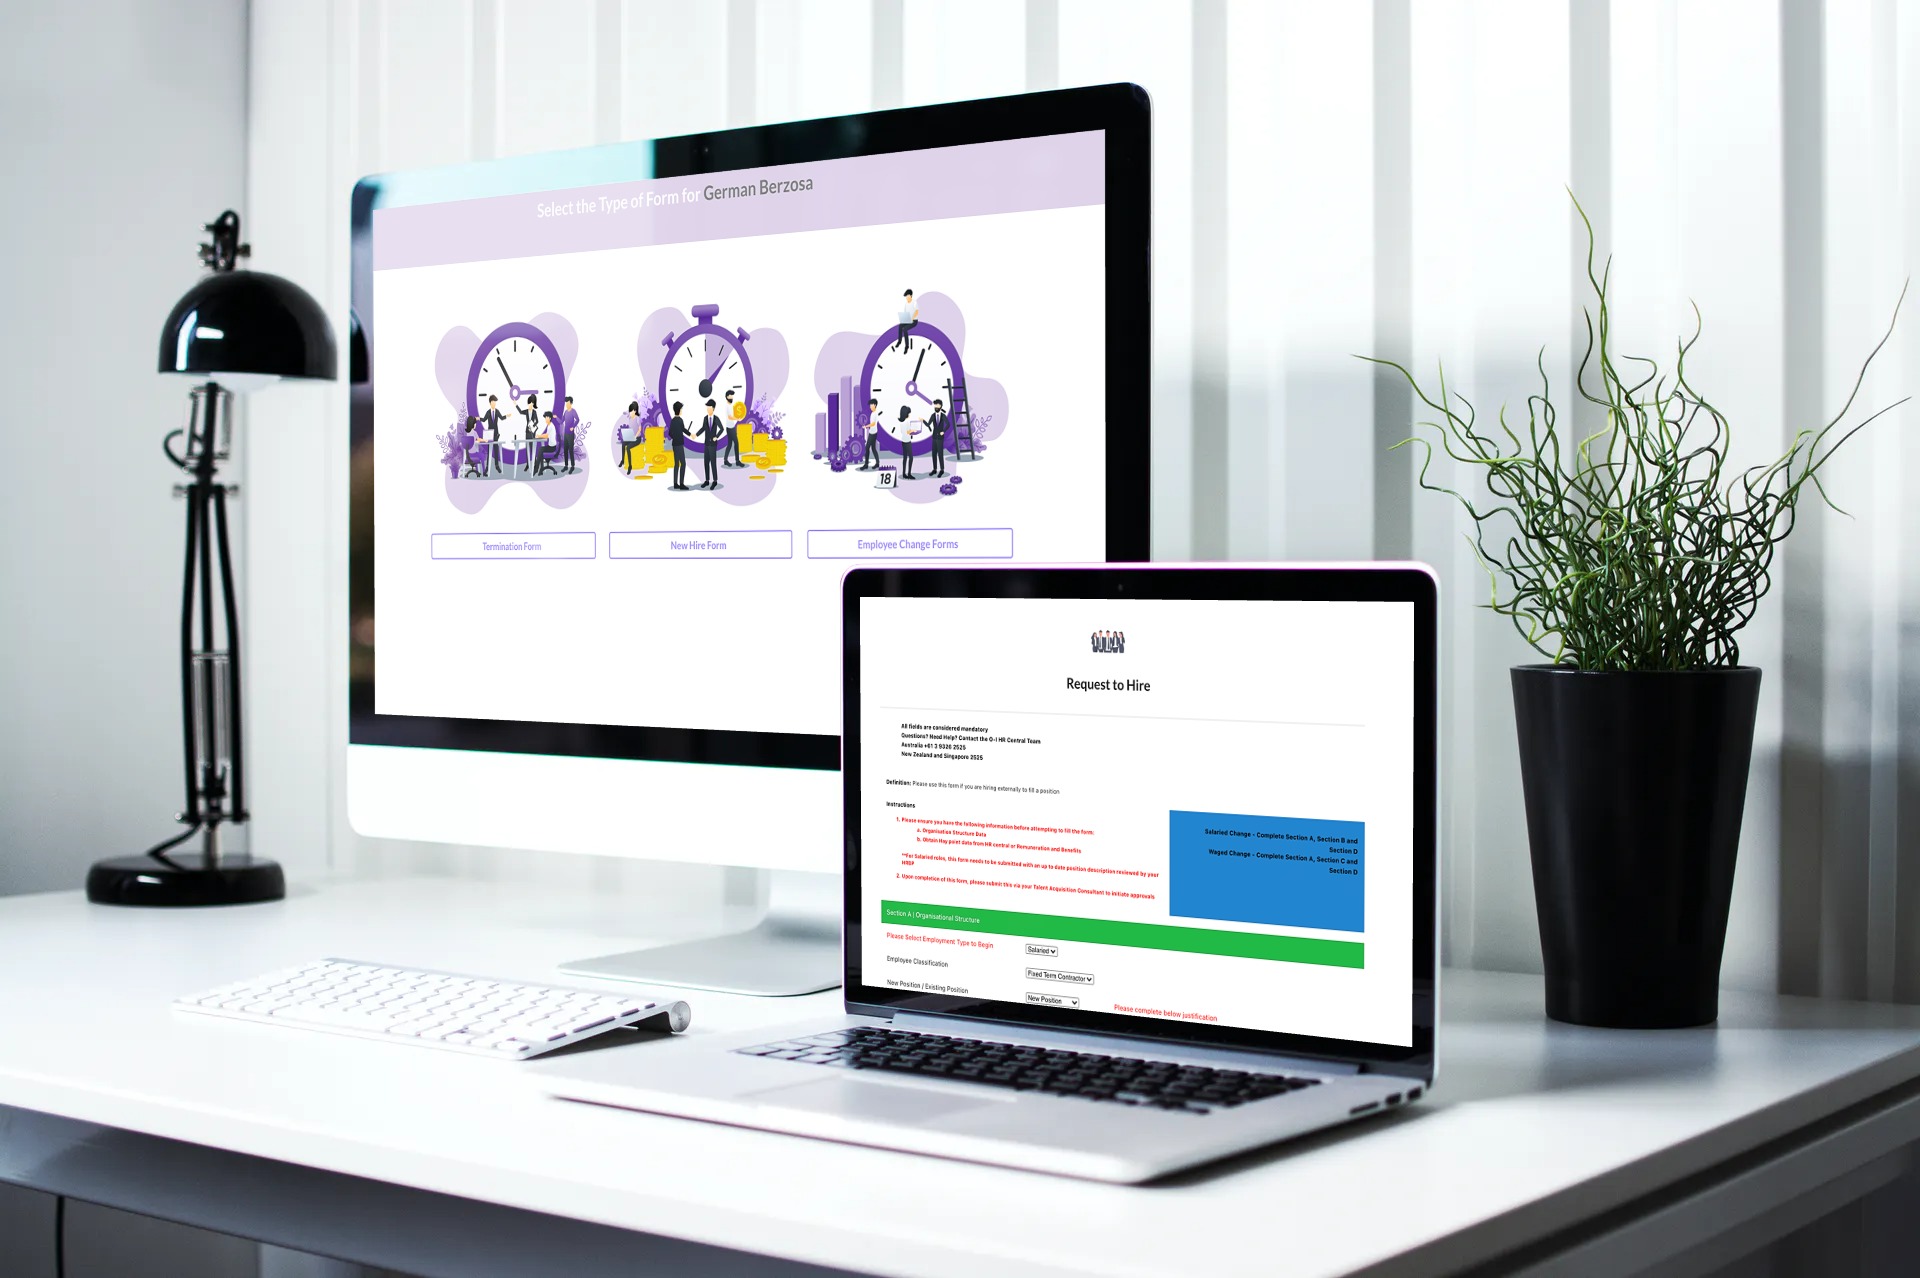 Select the Type of Form for German Berzosa
18
Termination Form
New Hire Form
Employee Change Forms
Request to Hire
All fields are considered mandatory
Questions? Need Help? Contact the O-I HR Central Team
Australia +61 3 9326 2525
New Zealand and Singapore 2525
Definition: Please use this form if you are hiring externally to fill a position
Instructions
1. Please ensure you have the following information before attempting to fill the form:
a. Organisation Structure Data
b. Obtain Hay point data from HR central or Remuneration and Benefits
**For Salaried roles, this form needs to be submitted with an up to date position description reviewed by your
HRBP
2. Upon completion of this form, please submit this via your Talent Acquisition Consultant to initiate approvals
Salaried Change - Complete Section A, Section B and
Section D
Waged Change - Complete Section A, Section C and
Section D
Section A | Organisational Structure
Please Select Employment Type to Begin
Salaried
Employee Classification
Fixed Term Contractor
New Position / Existing Position
New Position
Please complete below justification